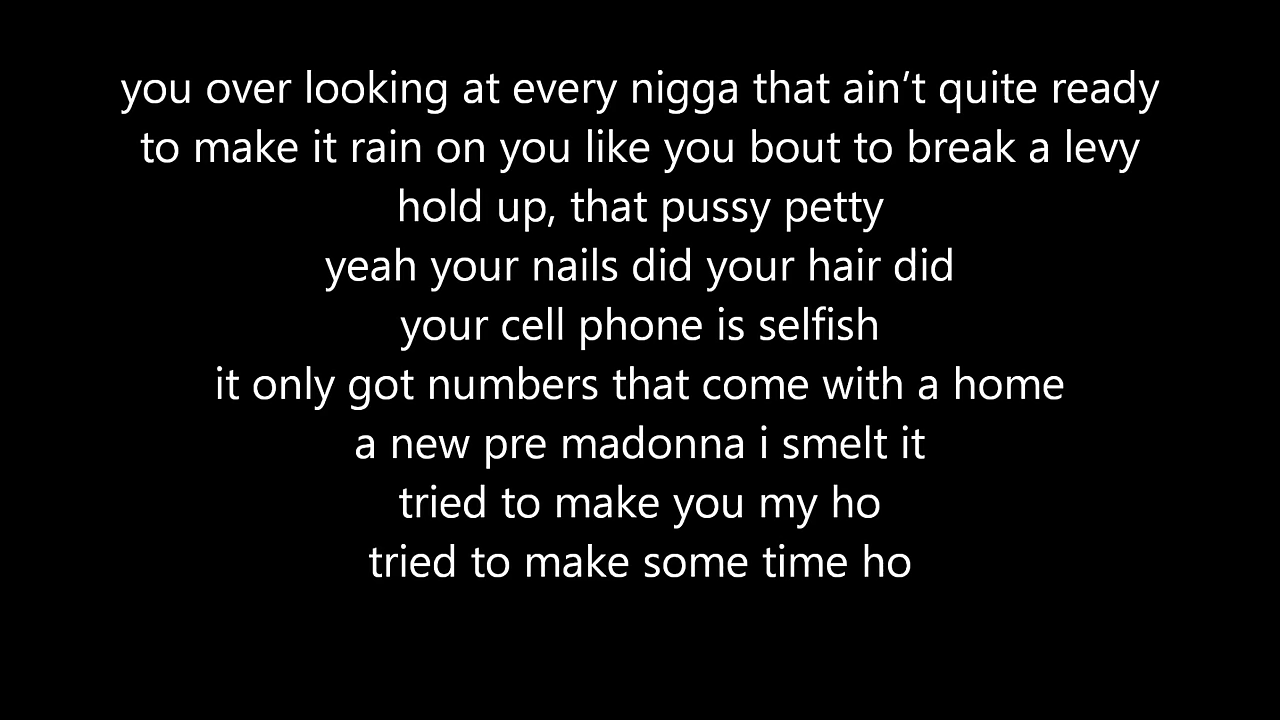 you over looking at every nigga that ain’t quite ready
to make it rain on you like you bout to break a levy
hold up, that pussy petty
yeah your nails did your hair did
your cell phone is selfish
it only got numbers that come with a home
a new pre madonna i smelt it
tried to make you my ho
tried to make some time ho